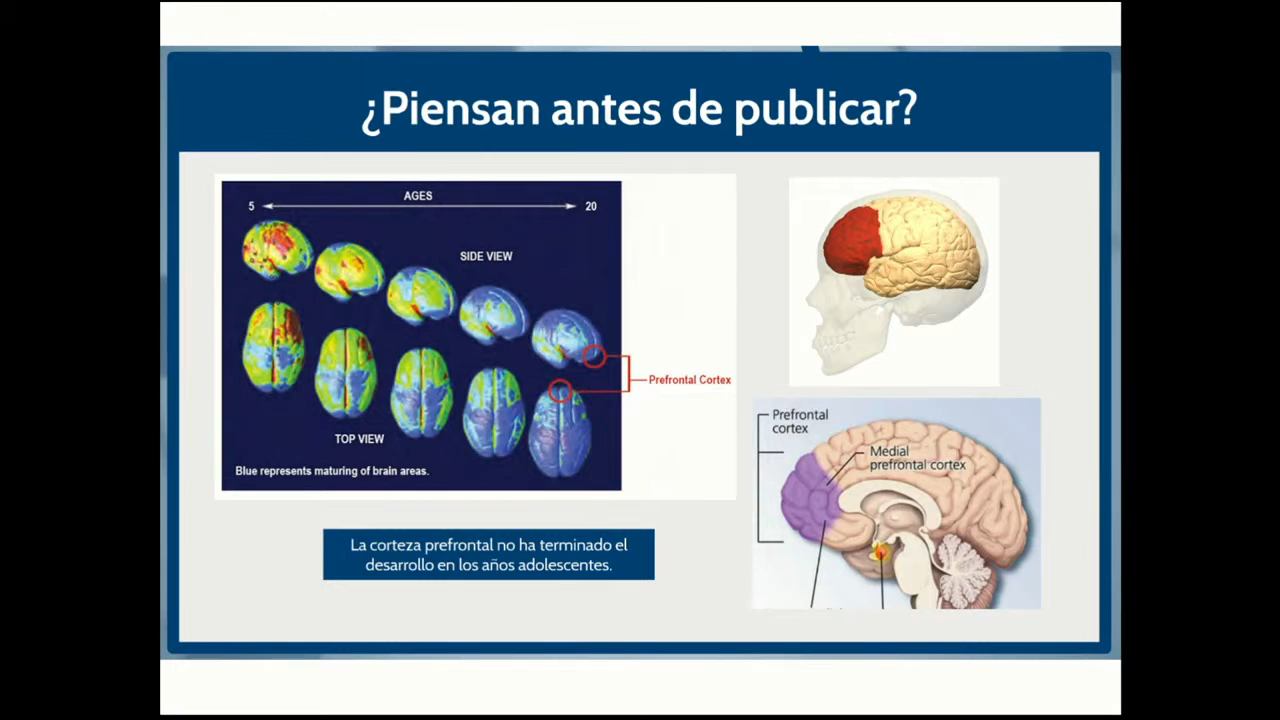 ¿Piensan antes de publicar?
AGES
5
20
SIDE VIEW
Prefrontal Cortex
TOP VIEW
Blue represents maturing of brain areas.
Prefrontal
cortex
Medial
prefrontal cortex
La corteza prefrontal no ha terminado el
desarrollo en los años adolescentes.